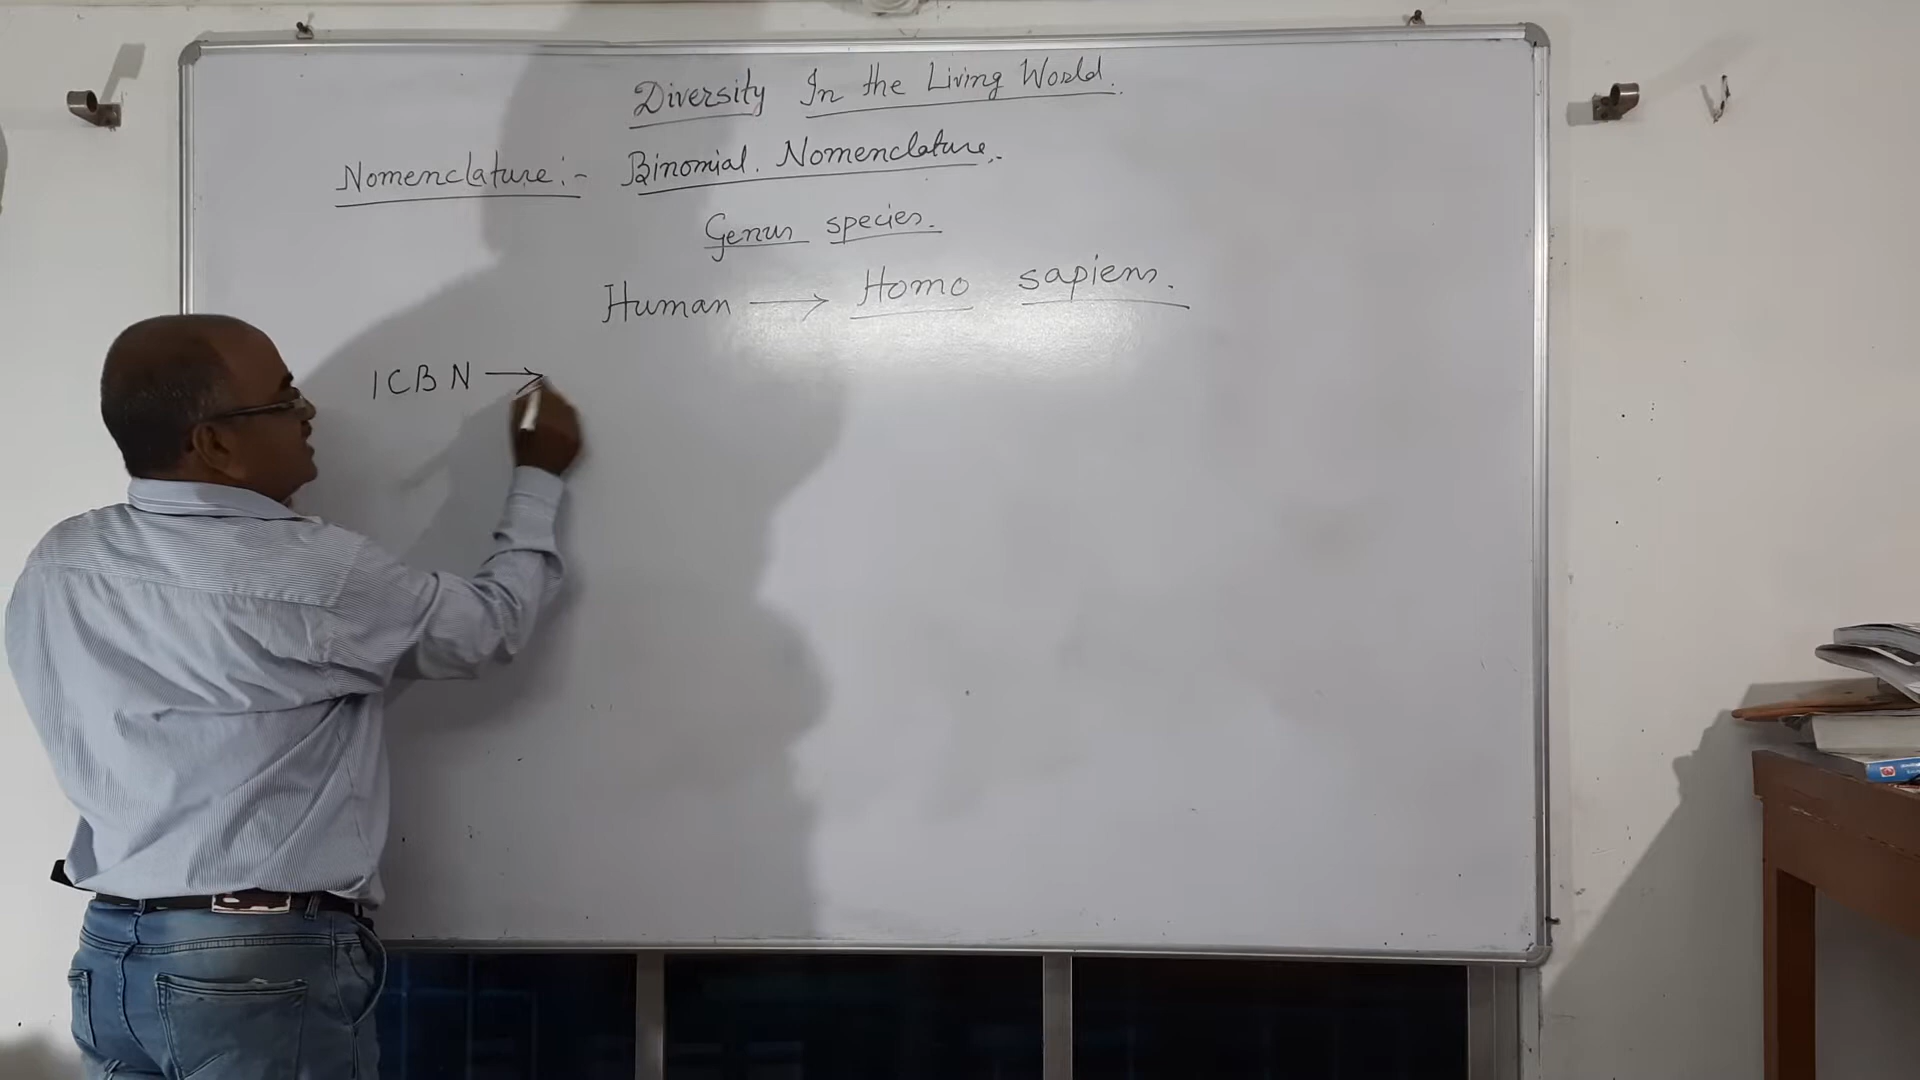 Diversity In the Living World.
Nomenclature:- Binomial. Nomenclature.
Genus species.
Human → Homo sapiens.
ICBN →